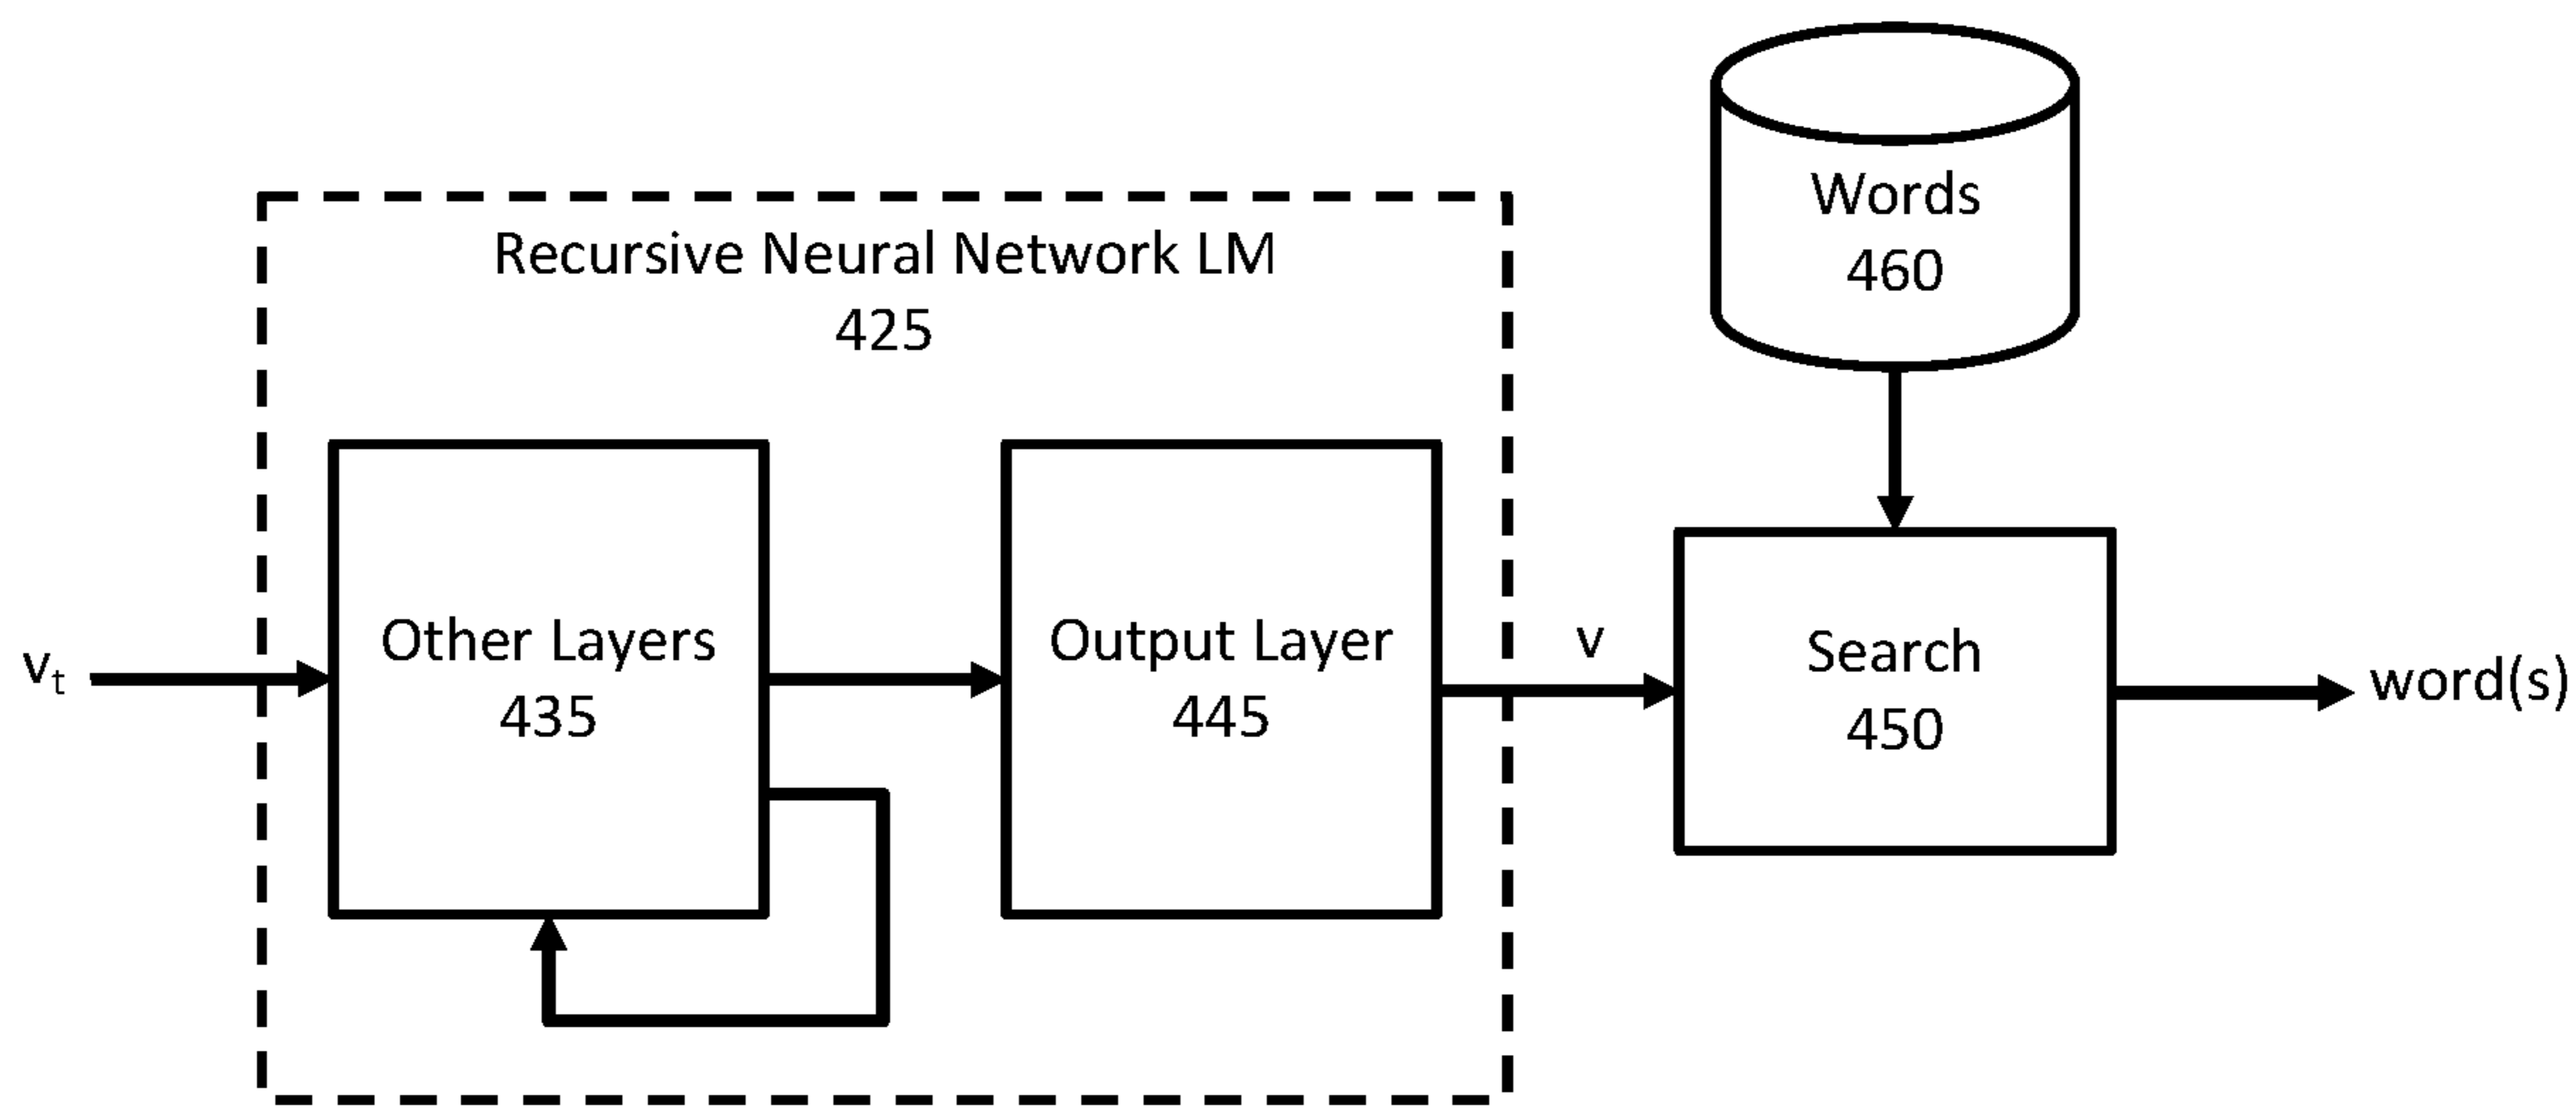 Words
460
Recursive Neural Network LM
425
v
Other Layers
435
Output Layer
445
Search
450
vₜ
word(s)